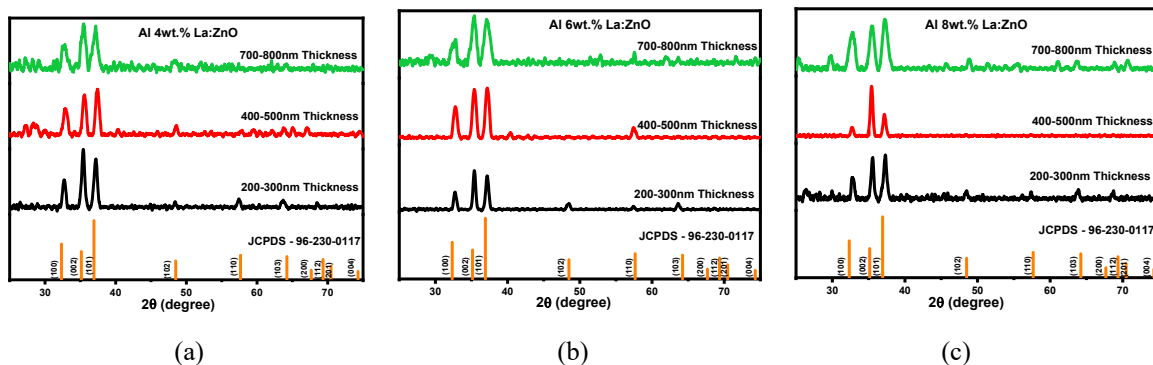 Al 4wt.% La:ZnO
700-800nm Thickness
400-500nm Thickness
200-300nm Thickness
JCPDS - 96-230-0117
(100)
(002)
(101)
(102)
(110)
(103)
(200)
(112)
(201)
(004)
30 40 50 60 70
2θ (degree)
(a)
Al 6wt.% La:ZnO
700-800nm Thickness
400-500nm Thickness
200-300nm Thickness
JCPDS - 96-230-0117
(100)
(002)
(101)
(102)
(110)
(103)
(200)
(112)
(201)
(004)
30 40 50 60 70
2θ (degree)
(b)
Al 8wt.% La:ZnO
700-800nm Thickness
400-500nm Thickness
200-300nm Thickness
JCPDS - 96-230-0117
(100)
(002)
(101)
(102)
(110)
(103)
(200)
(112)
(201)
(004)
30 40 50 60 70
2θ (degree)
(c)